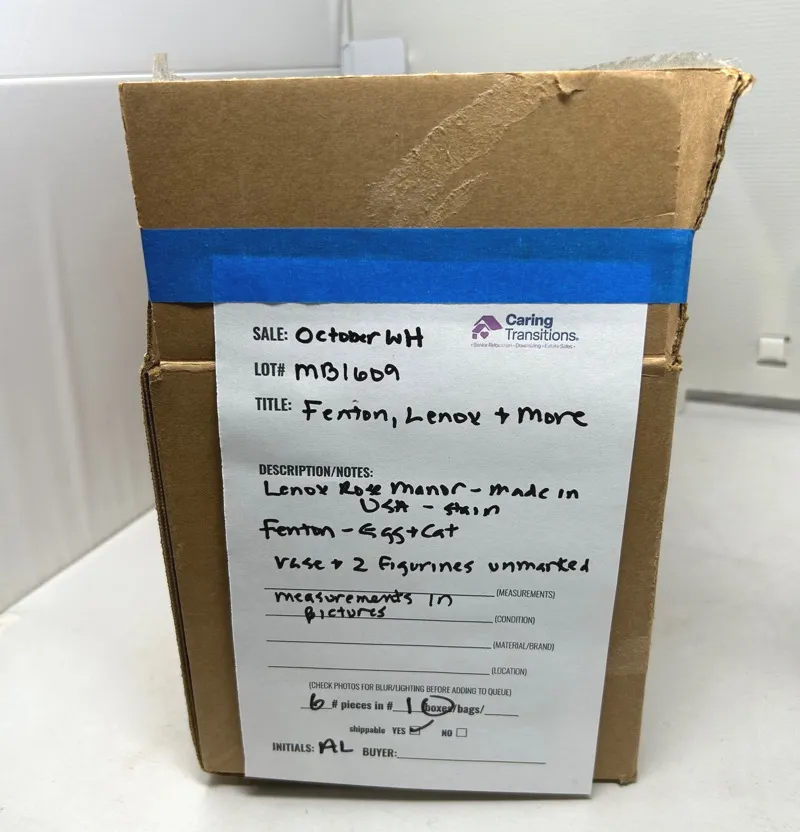 SALE: October WH
Caring
Transitions.
• Senior Relocation • Downsizing • Estate Sales •
LOT# MB1609
TITLE: Fenton, Lenox + More
DESCRIPTION/NOTES:
Lenox Rose Manor - made in
USA - stain
Fenton - Egg + Cat
Vase + 2 Figurines unmarked
(MEASUREMENTS)
measurements in
pictures
(CONDITION)
(MATERIAL/BRAND)
(LOCATION)
(CHECK PHOTOS FOR BLUR/LIGHTING BEFORE ADDING TO QUEUE)
6 # pieces in # 1 boxes/bags/
shippable YES NO
INITIALS: AL BUYER: